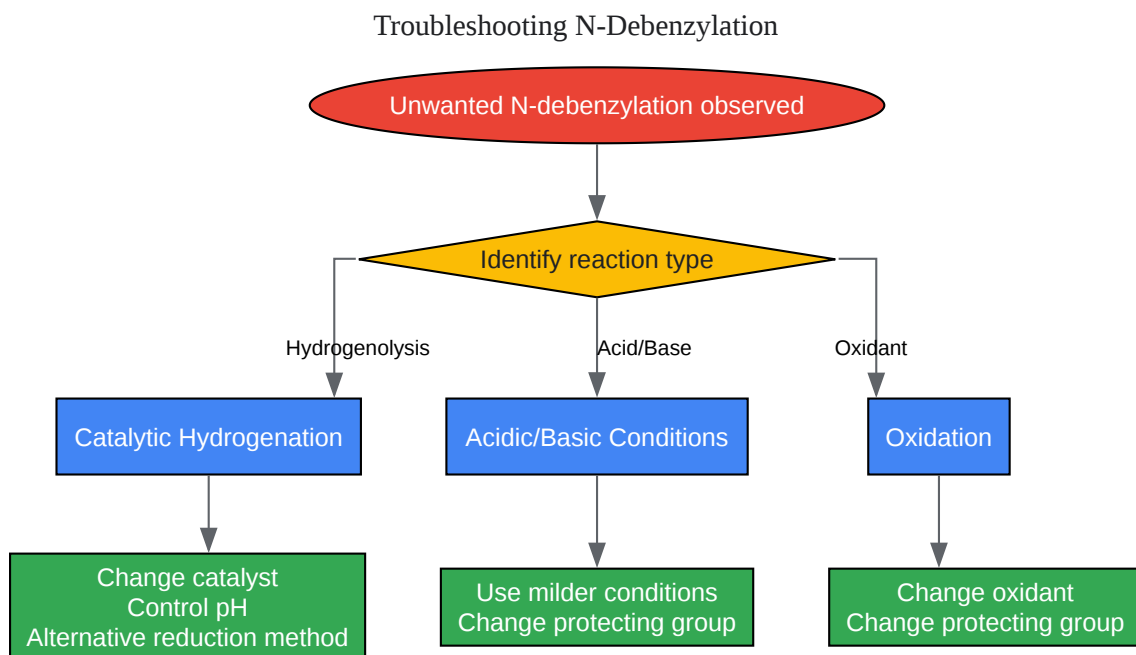 Troubleshooting N-Debenzylation
Unwanted N-debenzylation observed
Identify reaction type
Hydrogenolysis
Acid/Base
Oxidant
Catalytic Hydrogenation
Acidic/Basic Conditions
Oxidation
Change catalyst
Control pH
Alternative reduction method
Use milder conditions
Change protecting group
Change oxidant
Change protecting group